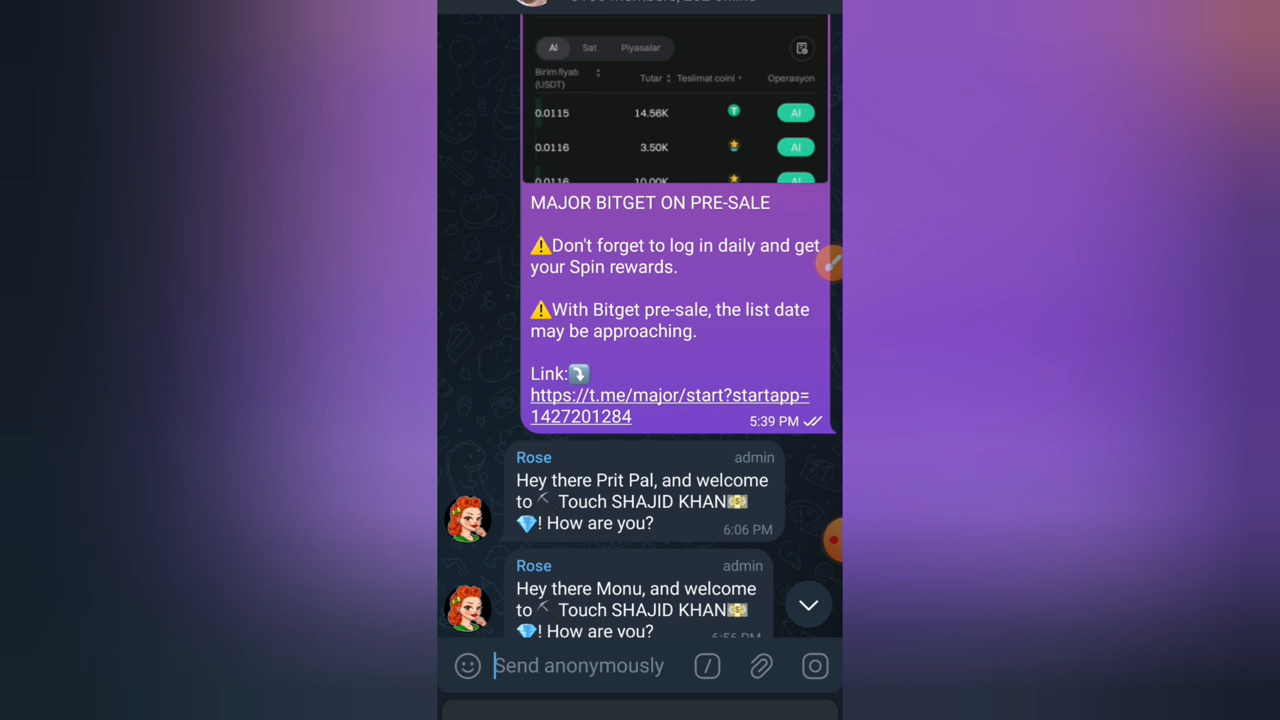 Al Sat Piyasalar
Birim fiyatı
(USDT) Tutar Teslimat coini Operasyon
0.0115 14.56K Al
0.0116 3.50K Al
0.0116 10.00K Al
MAJOR BITGET ON PRE-SALE
⚠️Don't forget to log in daily and get
your Spin rewards.
⚠️With Bitget pre-sale, the list date
may be approaching.
Link:⤵️
https://t.me/major/start?startapp=
1427201284 5:39 PM
Rose admin
Hey there Prit Pal, and welcome
to⛏ Touch SHAJID KHAN💵
💎! How are you? 6:06 PM
Rose admin
Hey there Monu, and welcome
to⛏ Touch SHAJID KHAN💵
💎! How are you? 6:56 PM
Send anonymously